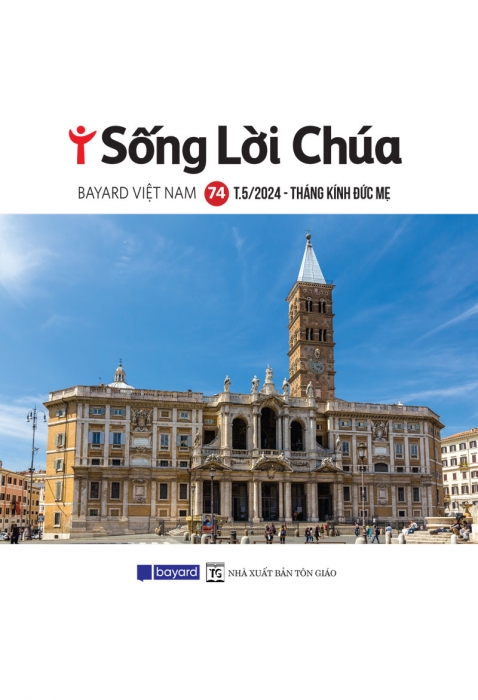 Sống Lời Chúa
BAYARD VIỆT NAM 74 T.5/2024 - THÁNG KÍNH ĐỨC MẸ
bayard TG NHÀ XUẤT BẢN TÔN GIÁO